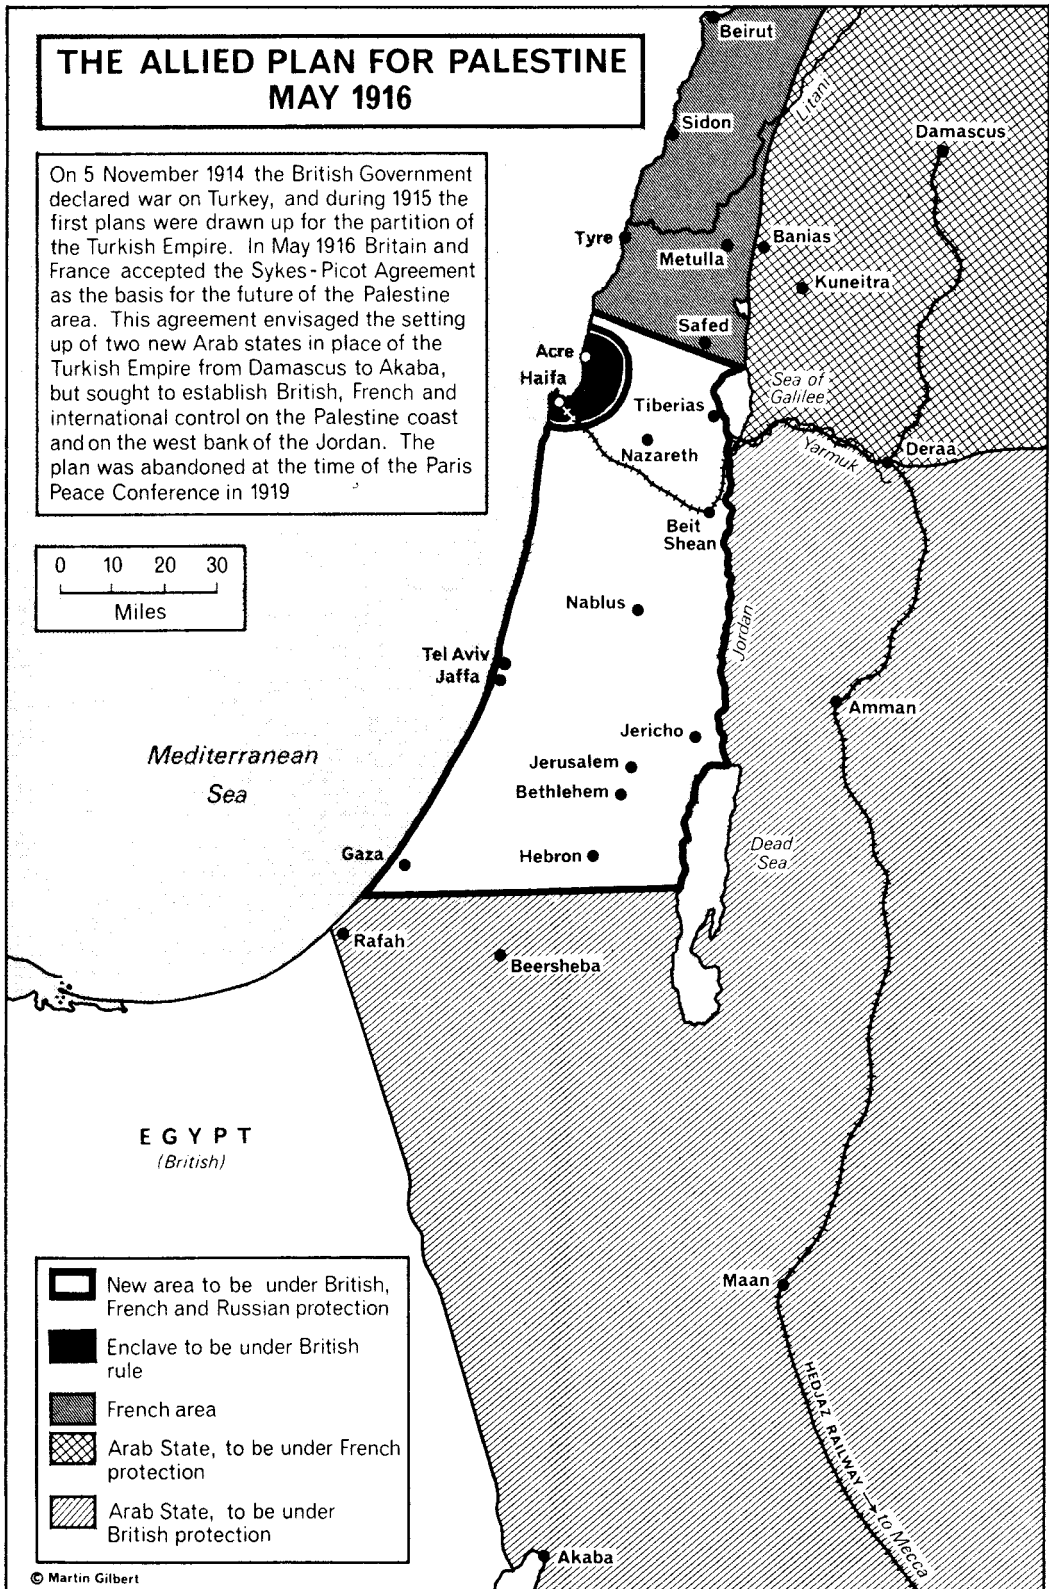 THE ALLIED PLAN FOR PALESTINE
MAY 1916
On 5 November 1914 the British Government
declared war on Turkey, and during 1915 the
first plans were drawn up for the partition of
the Turkish Empire. In May 1916 Britain and
France accepted the Sykes-Picot Agreement
as the basis for the future of the Palestine
area. This agreement envisaged the setting
up of two new Arab states in place of the
Turkish Empire from Damascus to Akaba,
but sought to establish British, French and
international control on the Palestine coast
and on the west bank of the Jordan. The
plan was abandoned at the time of the Paris
Peace Conference in 1919
0 10 20 30
Miles
Beirut
Litani
Sidon
Damascus
Tyre
Metulla
Banias
Kuneitra
Safed
Acre
Haifa
Sea of
Galilee
Tiberias
Nazareth
Yarmuk
Deraa
Beit
Shean
Nablus
Jordan
Tel Aviv
Jaffa
Amman
Jericho
Mediterranean
Sea
Jerusalem
Bethlehem
Dead
Sea
Gaza
Hebron
Rafah
Beersheba
EGYPT
(British)
Maan
HEDJAZ RAILWAY → to Mecca
Akaba
New area to be under British,
French and Russian protection
Enclave to be under British
rule
French area
Arab State, to be under French
protection
Arab State, to be under
British protection
© Martin Gilbert